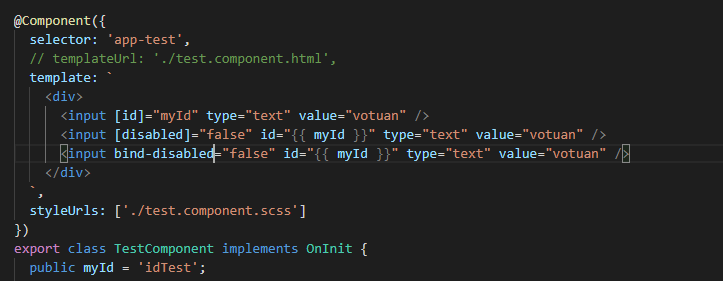 @Component({
  selector: 'app-test',
  // templateUrl: './test.component.html',
  template: `
    <div>
      <input [id]="myId" type="text" value="votuan" />
      <input [disabled]="false" id="{{ myId }}" type="text" value="votuan" />
      <input bind-disabled="false" id="{{ myId }}" type="text" value="votuan" />
    </div>
  `,
  styleUrls: ['./test.component.scss']
})
export class TestComponent implements OnInit {
  public myId = 'idTest';